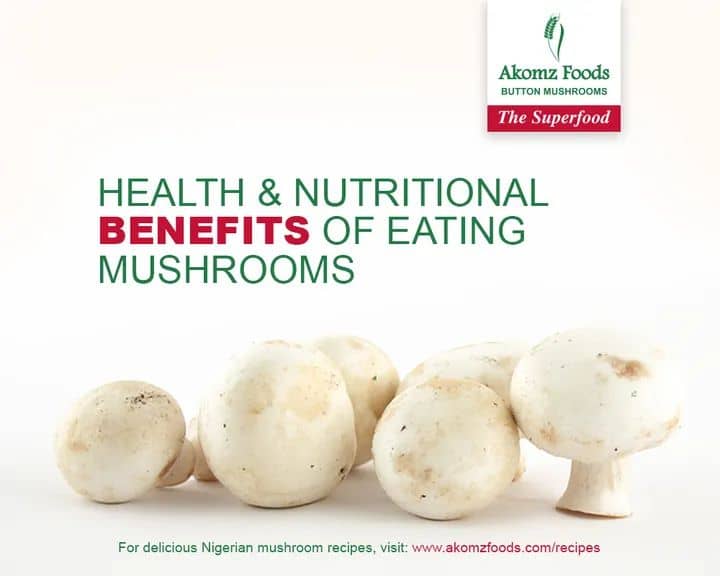 Akomz Foods
BUTTON MUSHROOMS
The Superfood
HEALTH & NUTRITIONAL
BENEFITS OF EATING
MUSHROOMS
For delicious Nigerian mushroom recipes, visit: www.akomzfoods.com/recipes